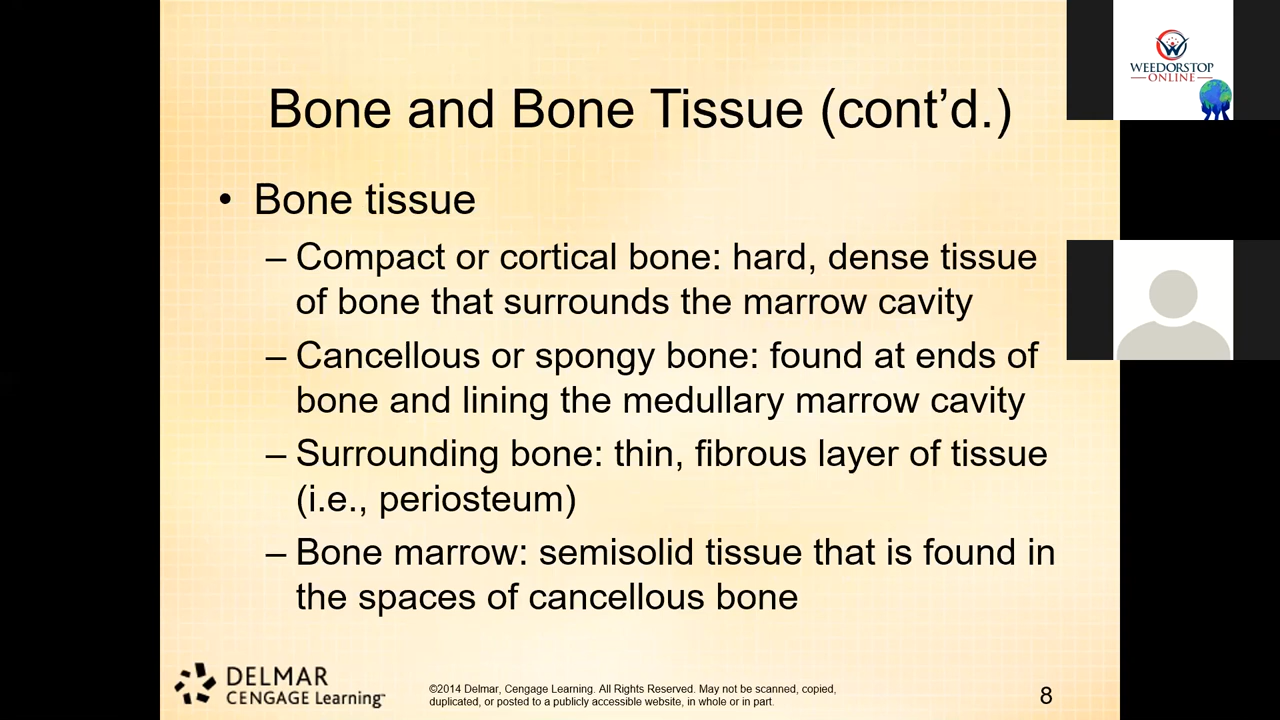 Bone and Bone Tissue (cont’d.)
• Bone tissue
– Compact or cortical bone: hard, dense tissue
of bone that surrounds the marrow cavity
– Cancellous or spongy bone: found at ends of
bone and lining the medullary marrow cavity
– Surrounding bone: thin, fibrous layer of tissue
(i.e., periosteum)
– Bone marrow: semisolid tissue that is found in
the spaces of cancellous bone
DELMAR
CENGAGE Learning™
©2014 Delmar, Cengage Learning. All Rights Reserved. May not be scanned, copied,
duplicated, or posted to a publicly accessible website, in whole or in part.
8
WEEDORSTOP
ONLINE